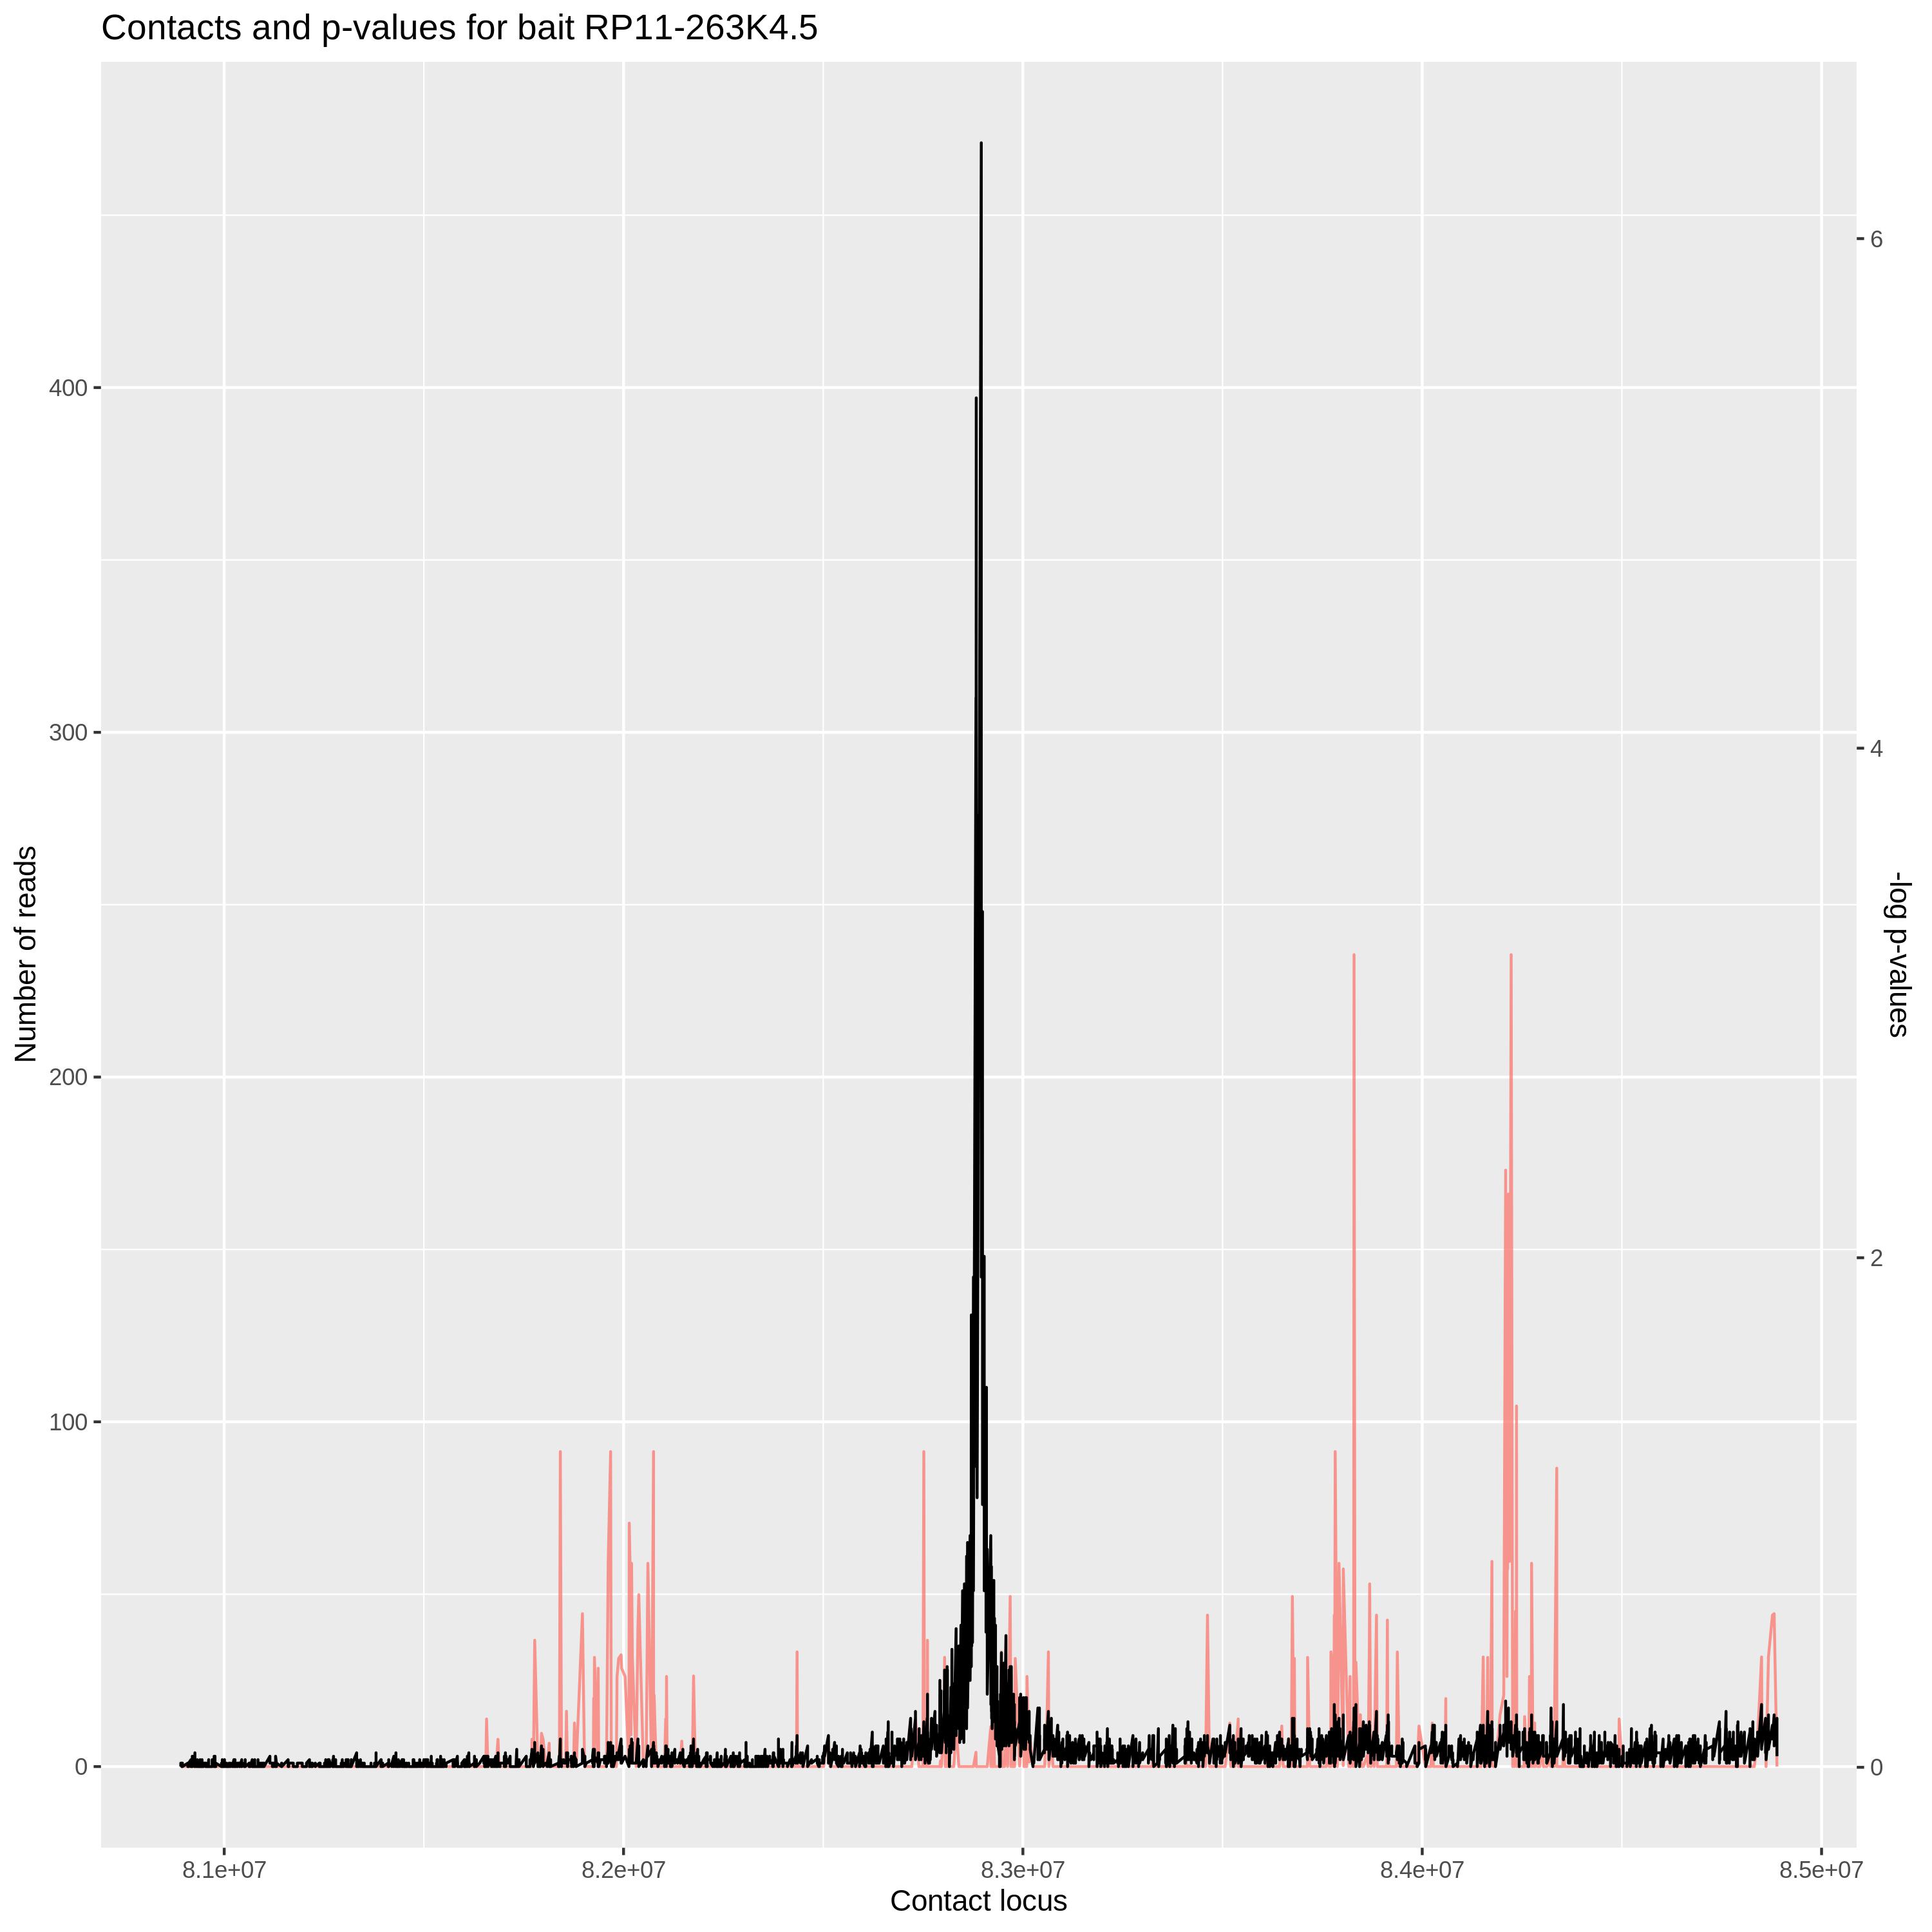 Contacts and p-values for bait RP11-263K4.5
Number of reads
400
300
200
100
0
6
4
2
0
-log p-values
8.1e+07 8.2e+07 8.3e+07 8.4e+07 8.5e+07
Contact locus